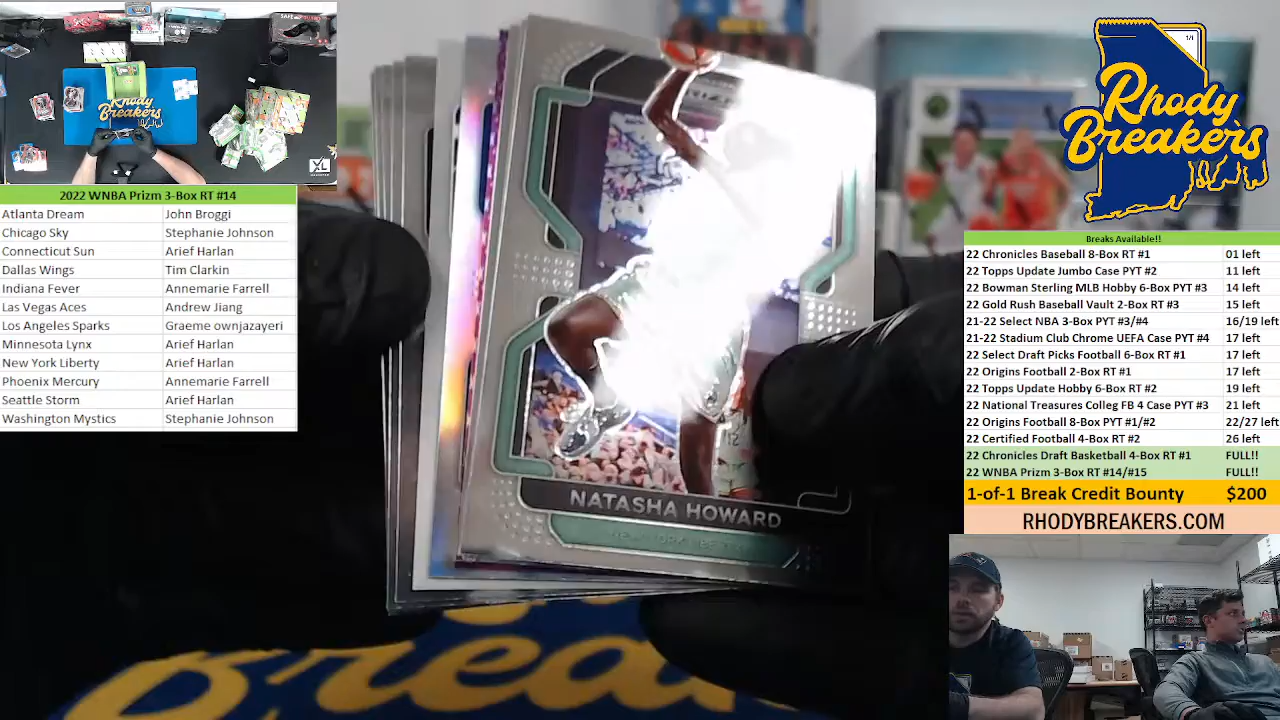 2022 WNBA Prizm 3-Box RT #14
Atlanta Dream John Broggi
Chicago Sky Stephanie Johnson
Connecticut Sun Arief Harlan
Dallas Wings Tim Clarkin
Indiana Fever Annemarie Farrell
Las Vegas Aces Andrew Jiang
Los Angeles Sparks Graeme ownjazayeri
Minnesota Lynx Arief Harlan
New York Liberty Arief Harlan
Phoenix Mercury Annemarie Farrell
Seattle Storm Arief Harlan
Washington Mystics Stephanie Johnson
Rhody
Breakers
XL
NATASHA HOWARD
1/1
Rhody
Breakers
Breaks Available!!
22 Chronicles Baseball 8-Box RT #1 01 left
22 Topps Update Jumbo Case PYT #2 11 left
22 Bowman Sterling MLB Hobby 6-Box PYT #3 14 left
22 Gold Rush Baseball Vault 2-Box RT #3 15 left
21-22 Select NBA 3-Box PYT #3/#4 16/19 left
21-22 Stadium Club Chrome UEFA Case PYT #4 17 left
22 Select Draft Picks Football 6-Box RT #1 17 left
22 Origins Football 2-Box RT #1 17 left
22 Topps Update Hobby 6-Box RT #2 19 left
22 National Treasures Colleg FB 4 Case PYT #3 21 left
22 Origins Football 8-Box PYT #1/#2 22/27 left
22 Certified Football 4-Box RT #2 26 left
22 Chronicles Draft Basketball 4-Box RT #1 FULL!!
22 WNBA Prizm 3-Box RT #14/#15 FULL!!
1-of-1 Break Credit Bounty $200
RHODYBREAKERS.COM